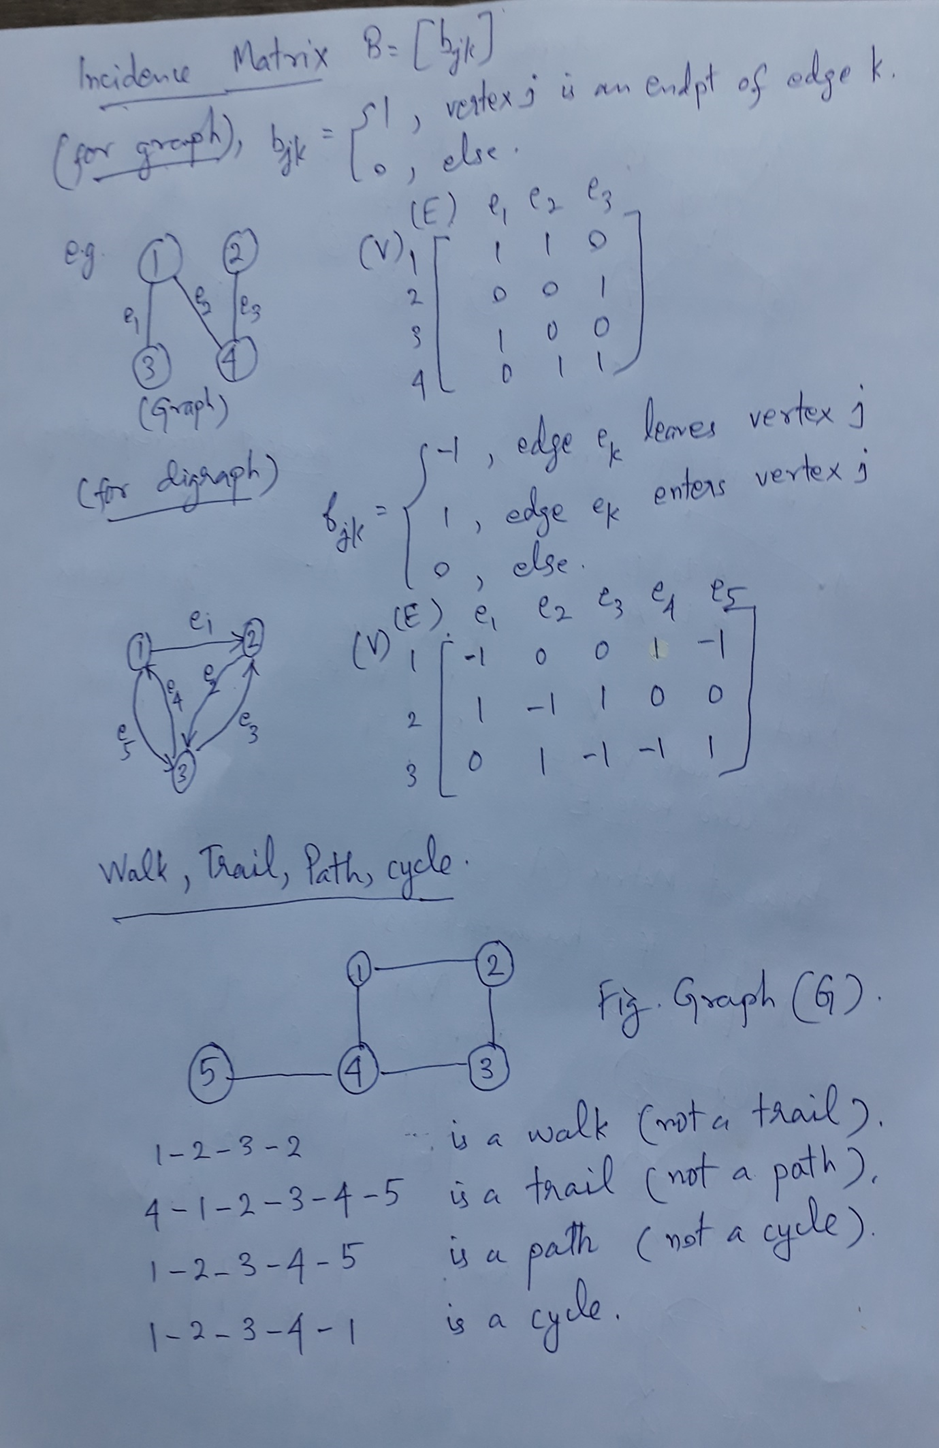 Incidence Matrix B= [bjk]
(for graph), bjk = { 1, vertex j is an endpt of edge k.
0, else.
e.g. 1 2
e1 e2 e3
3 4
(Graph)
(E) e1 e2 e3
(V) 1 1 1 0
2 0 0 1
3 1 0 0
4 0 1 1
(for digraph)
bjk = { -1, edge ek leaves vertex j
1, edge ek enters vertex j
0, else.
1 e1 2
e5 e4 e2 e3
3
(E) e1 e2 e3 e4 e5
(V) 1 -1 0 0 1 -1
2 1 -1 1 0 0
3 0 1 -1 -1 1
Walk, Trail, Path, cycle.
1 2
5 4 3
Fig. Graph (G).
1-2-3-2 is a walk (not a trail).
4-1-2-3-4-5 is a trail (not a path).
1-2-3-4-5 is a path (not a cycle).
1-2-3-4-1 is a cycle.